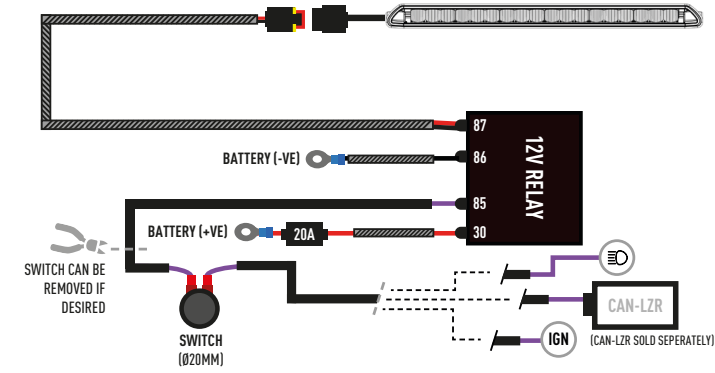 87
BATTERY (-VE)
86
12V RELAY
85
BATTERY (+VE)
20A
30
SWITCH CAN BE
REMOVED IF
DESIRED
CAN-LZR
SWITCH
(Ø20MM)
IGN
(CAN-LZR SOLD SEPERATELY)